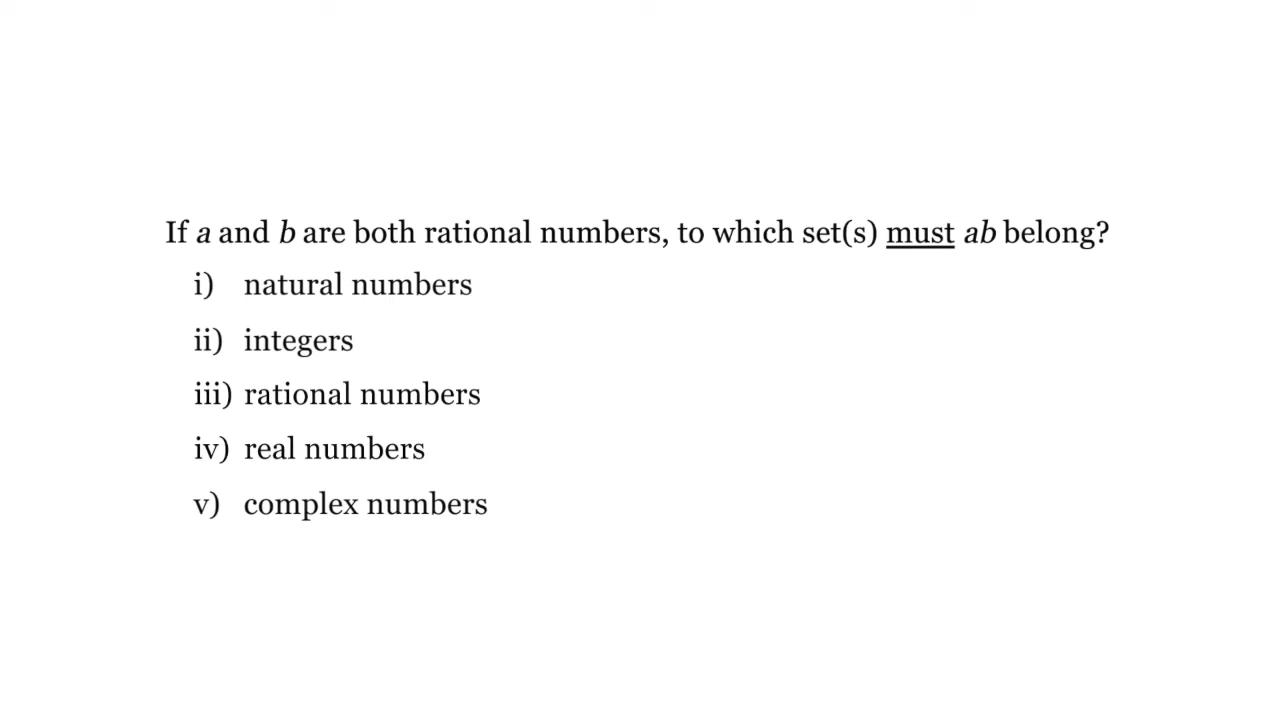 If a and b are both rational numbers, to which set(s) must ab belong?
i) natural numbers
ii) integers
iii) rational numbers
iv) real numbers
v) complex numbers